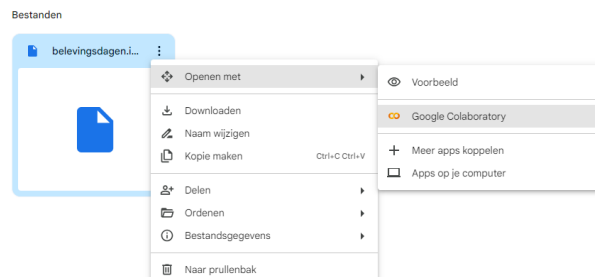 Bestanden
belevingsdagen.i...
Openen met
Voorbeeld
Google Colaboratory
Meer apps koppelen
Apps op je computer
Downloaden
Naam wijzigen
Kopie maken Ctrl+C Ctrl+V
Delen
Ordenen
Bestandsgegevens
Naar prullenbak